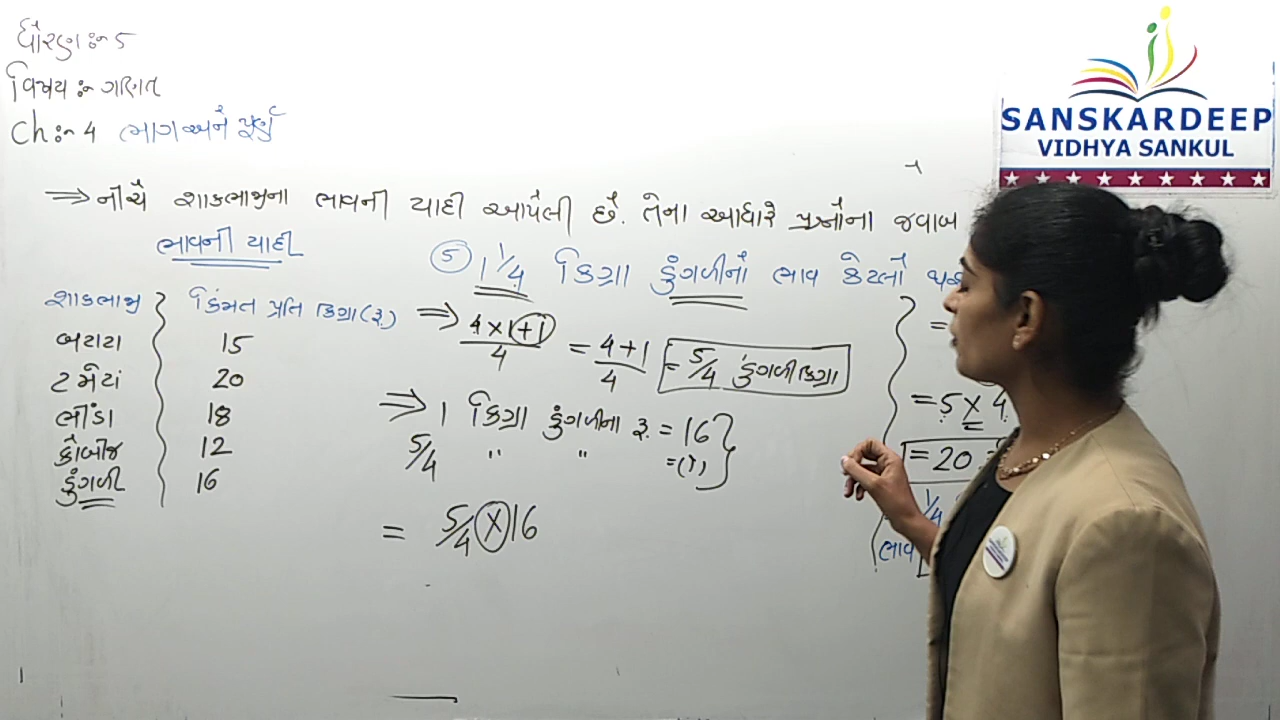 ધોરણ :- 5
વિષય :- ગણિત
Ch :- 4 ભાગ અને પૂર્ણ
SANSKARDEEP
VIDHYA SANKUL
⇒ નીચે શાકભાજીના ભાવની યાદી આપેલી છે. તેના આધારે પ્રશ્નોના જવાબ
ભાવની યાદી
શાકભાજી કિંમત પ્રતિ કિગ્રા (રૂ.)
બટાટા 15
ટમેટાં 20
ભીંડા 18
કોબીજ 12
ડુંગળી 16
(5) 1 1/4 કિગ્રા ડુંગળીનો ભાવ કેટલો
⇒ 4×1+1/4 = 4+1/4 = 5/4 ડુંગળી કિગ્રા
⇒ 1 કિગ્રા ડુંગળીના રૂ. = 16
5/4 " " = (?)
= 5/4 × 16
=
= 5 × 4
= 20
1/4
ભાવ